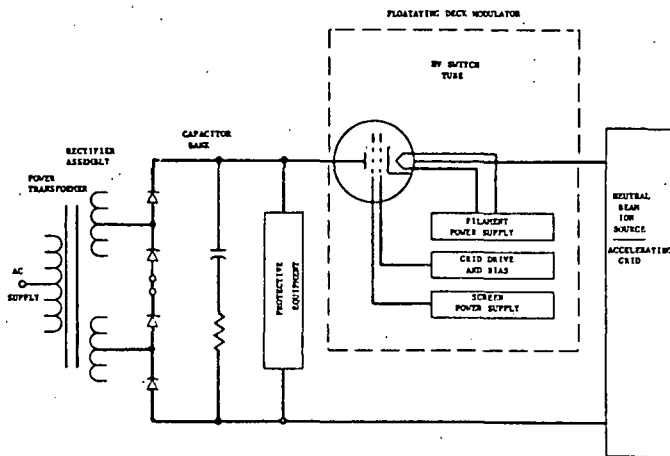 FLOATATING DECK MODULATOR
HV SWITCH
TUBE
RECTIFIER
ASSEMBLY
CAPACITOR
BANK
POWER
TRANSFORMER
AC
SUPPLY
PROTECTIVE
EQUIPMENT
FILAMENT
POWER SUPPLY
GRID DRIVE
AND BIAS
SCREEN
POWER SUPPLY
NEUTRAL
BEAM
ION
SOURCE
ACCELERATING
GRID